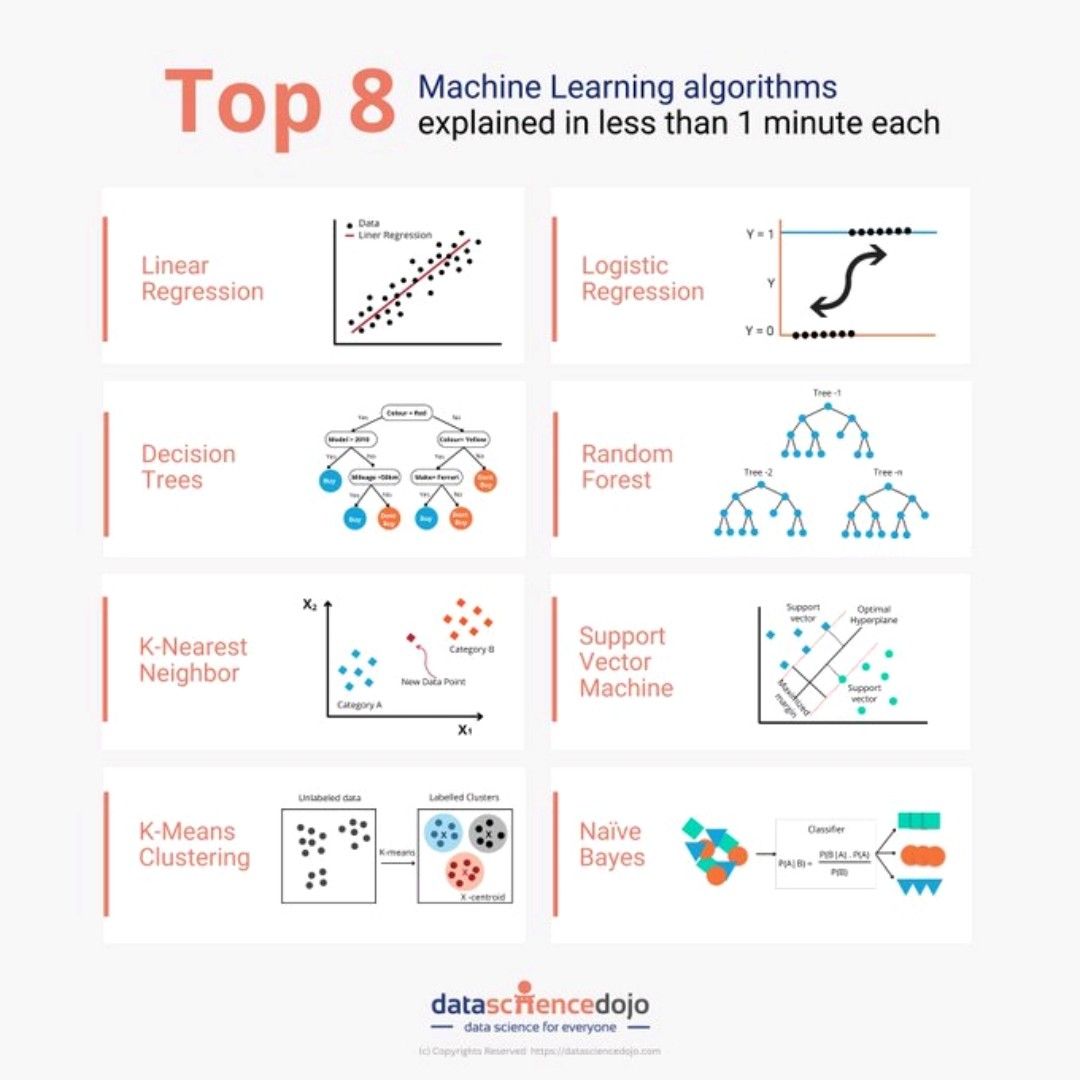 Top 8
Machine Learning algorithms
explained in less than 1 minute each
Linear
Regression
Data
Liner Regression
Logistic
Regression
Y = 1
Y
Y = 0
Decision
Trees
Colour = Red
Yes
No
Model > 2010
Colour= Yellow
Yes
No
Yes
No
Buy
Mileage <50km
Make= Ferrari
Dont
Buy
Yes
No
Yes
No
Buy
Dont
Buy
Buy
Dont
Buy
Random
Forest
Tree -1
Tree -2
Tree -n
K-Nearest
Neighbor
X₂
Category B
New Data Point
Category A
X₁
Support
Vector
Machine
Support
vector
Optimal
Hyperplane
Maximized
margin
Support
vector
K-Means
Clustering
Unlabeled data
Labelled Clusters
K-means
X
X
X
X -centroid
Naïve
Bayes
Classifier
P(A|B) = P(B|A) . P(A)
P(B)
datasciencedojo
data science for everyone
(c) Copyrights Reserved https://datasciencedojo.com